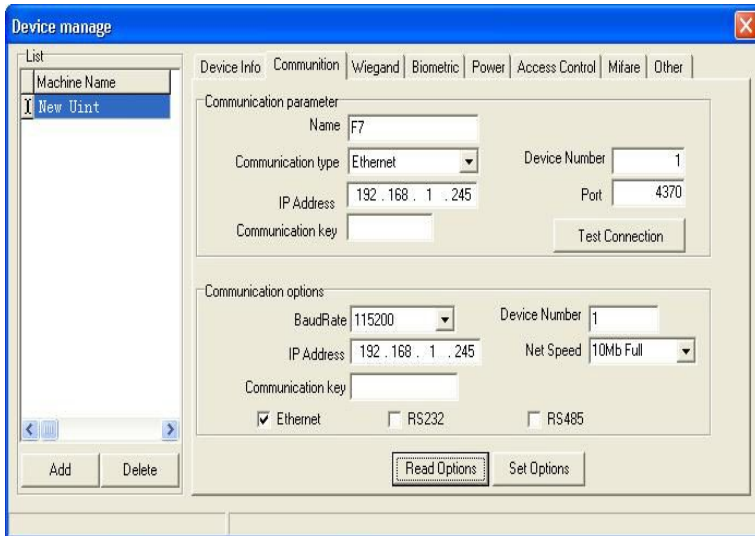 Device manage
List
Machine Name
New Uint
Add Delete
Device Info Communition Wiegand Biometric Power Access Control Mifare Other
Communication parameter
Name F7
Communication type Ethernet Device Number 1
IP Address 192 . 168 . 1 . 245 Port 4370
Communication key Test Connection
Communication options
BaudRate 115200 Device Number 1
IP Address 192 . 168 . 1 . 245 Net Speed 10Mb Full
Communication key
Ethernet RS232 RS485
Read Options Set Options